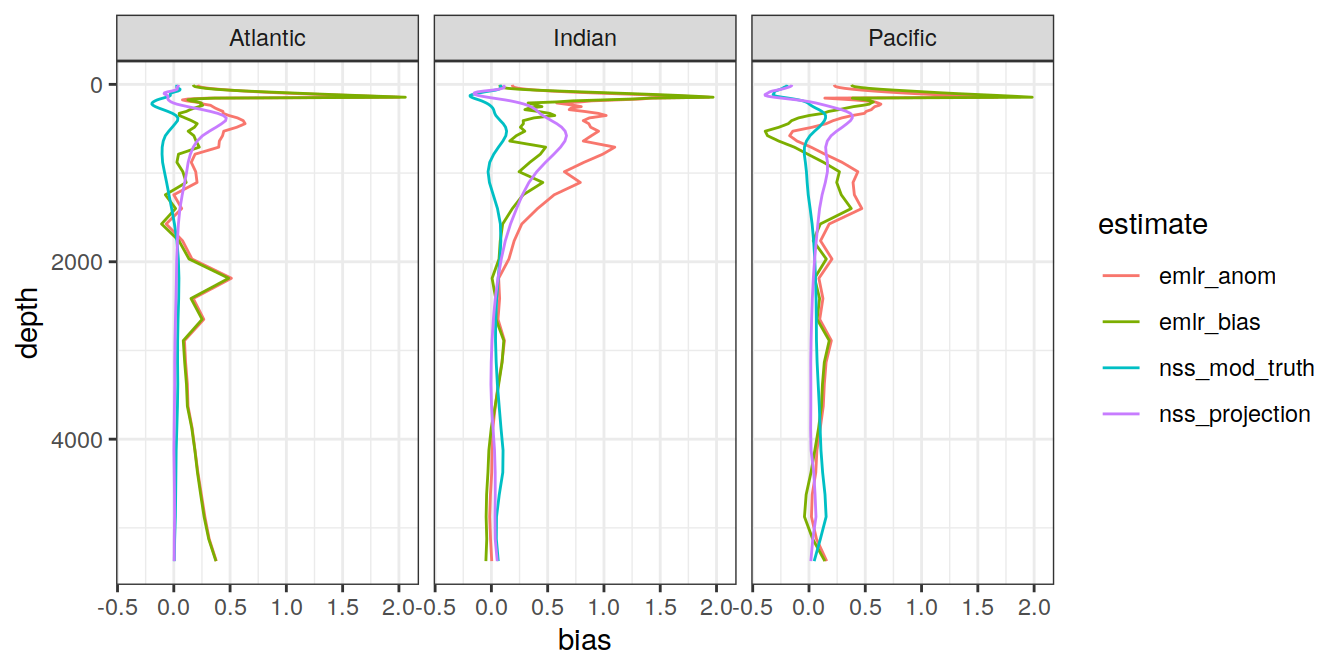 Atlantic Indian Pacific
0
2000
4000
depth
-0.5 0.0 0.5 1.0 1.5 2.0 -0.5 0.0 0.5 1.0 1.5 2.0 -0.5 0.0 0.5 1.0 1.5 2.0
bias
estimate
emlr_anom
emlr_bias
nss_mod_truth
nss_projection